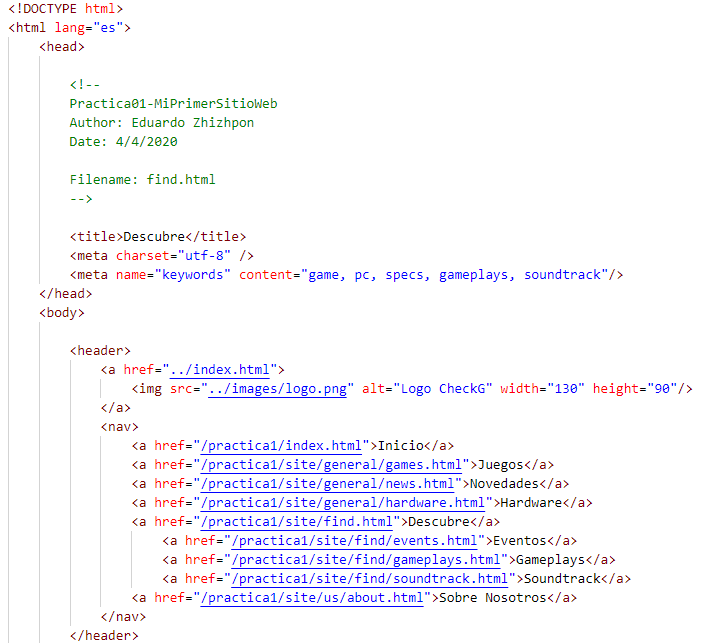 <!DOCTYPE html>
<html lang="es">
<head>
<!--
Practica01-MiPrimerSitioWeb
Author: Eduardo Zhizhpon
Date: 4/4/2020
Filename: find.html
-->
<title>Descubre</title>
<meta charset="utf-8" />
<meta name="keywords" content="game, pc, specs, gameplays, soundtrack"/>
</head>
<body>
<header>
<a href="../index.html">
<img src="../images/logo.png" alt="Logo CheckG" width="130" height="90"/>
</a>
<nav>
<a href="/practica1/index.html">Inicio</a>
<a href="/practica1/site/general/games.html">Juegos</a>
<a href="/practica1/site/general/news.html">Novedades</a>
<a href="/practica1/site/general/hardware.html">Hardware</a>
<a href="/practica1/site/find.html">Descubre</a>
<a href="/practica1/site/find/events.html">Eventos</a>
<a href="/practica1/site/find/gameplays.html">Gameplays</a>
<a href="/practica1/site/find/soundtrack.html">Soundtrack</a>
<a href="/practica1/site/us/about.html">Sobre Nosotros</a>
</nav>
</header>